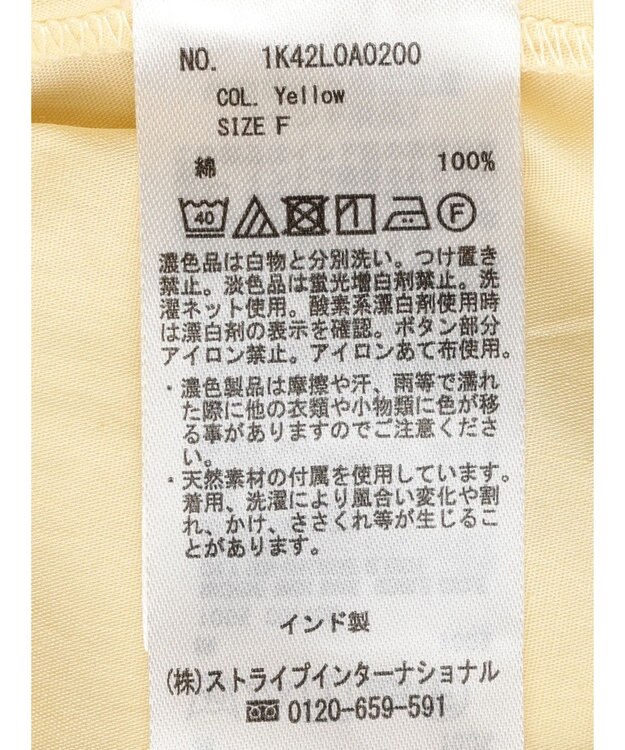 NO. 1K42L0A0200
COL. Yellow
SIZE F
綿 100%
40 F
濃色品は白物と分別洗い。つけ置き
禁止。淡色品は蛍光増白剤禁止。洗
濯ネット使用。酸素系漂白剤使用時
は漂白剤の表示を確認。ボタン部分
アイロン禁止。アイロンあて布使用。
・濃色製品は摩擦や汗、雨等で濡れ
た際に他の衣類や小物類に色が移
る事がありますのでご注意くださ
い。
・天然素材の付属を使用しています。
着用、洗濯により風合い変化や割
れ、かけ、ささくれ等が生じるこ
とがあります。
インド製
(株)ストライプインターナショナル
0120-659-591